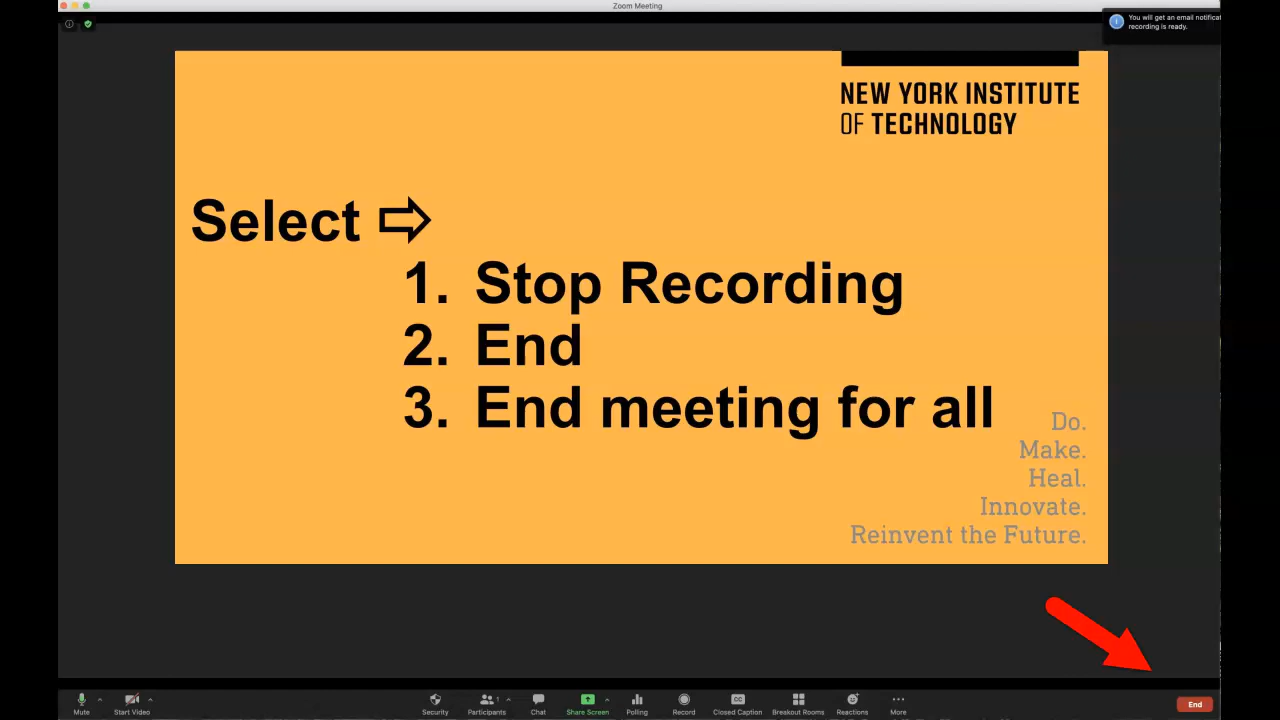 Zoom Meeting
You will get an email notificat
recording is ready.
NEW YORK INSTITUTE
OF TECHNOLOGY
Select ⇨
1. Stop Recording
2. End
3. End meeting for all
Do.
Make.
Heal.
Innovate.
Reinvent the Future.
Mute Start Video Security Participants 1 Chat Share Screen Polling Record Closed Caption Breakout Rooms Reactions More End